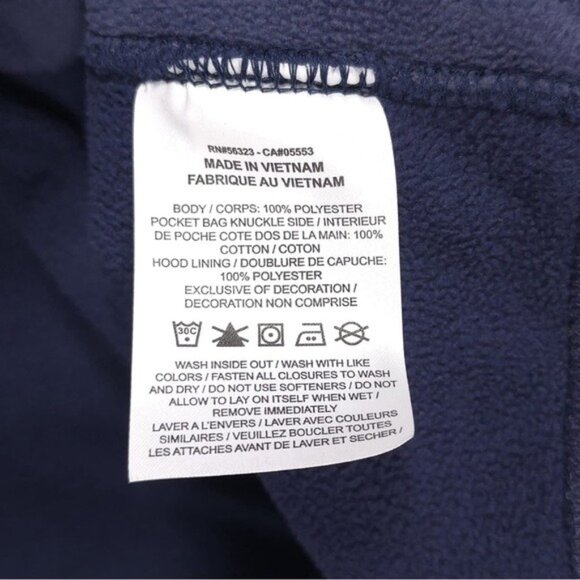 RN#56323 - CA#05553
MADE IN VIETNAM
FABRIQUE AU VIETNAM
BODY / CORPS: 100% POLYESTER
POCKET BAG KNUCKLE SIDE / INTERIEUR
DE POCHE COTE DOS DE LA MAIN: 100%
COTTON / COTON
HOOD LINING / DOUBLURE DE CAPUCHE:
100% POLYESTER
EXCLUSIVE OF DECORATION /
DECORATION NON COMPRISE
30C
WASH INSIDE OUT / WASH WITH LIKE
COLORS / FASTEN ALL CLOSURES TO WASH
AND DRY / DO NOT USE SOFTENERS / DO NOT
ALLOW TO LAY ON ITSELF WHEN WET /
REMOVE IMMEDIATELY
LAVER A L'ENVERS / LAVER AVEC COULEURS
SIMILAIRES / VEUILLEZ BOUCLER TOUTES
LES ATTACHES AVANT DE LAVER ET SECHER /